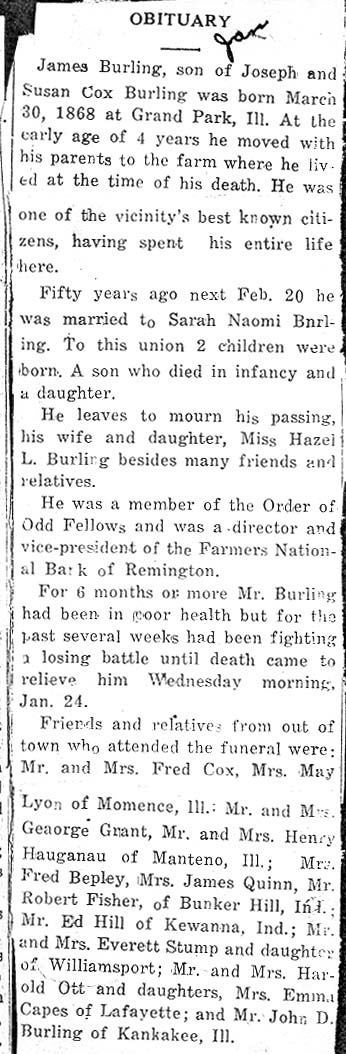 OBITUARY
Jan
James Burling, son of Joseph and
Susan Cox Burling was born March
30, 1868 at Grand Park, Ill. At the
early age of 4 years he moved with
his parents to the farm where he liv-
ed at the time of his death. He was
one of the vicinity's best known citi-
zens, having spent his entire life
here.
Fifty years ago next Feb. 20 he
was married to Sarah Naomi Bnrl-
ing. To this union 2 children were
born. A son who died in infancy and
a daughter.
He leaves to mourn his passing,
his wife and daughter, Miss Hazel
L. Burling besides many friends and
relatives.
He was a member of the Order of
Odd Fellows and was a director and
vice-president of the Farmers Nation-
al Bank of Remington.
For 6 months or more Mr. Burling
had been in poor health but for the
past several weeks had been fighting
a losing battle until death came to
relieve him Wednesday morning,
Jan. 24.
Friends and relatives from out of
town who attended the funeral were:
Mr. and Mrs. Fred Cox, Mrs. May
Lyon of Momence, Ill.; Mr. and Mrs.
Geaorge Grant, Mr. and Mrs. Henry
Hauganau of Manteno, Ill.; Mrs.
Fred Bepley, Mrs. James Quinn, Mr.
Robert Fisher, of Bunker Hill, Ind.;
Mr. Ed Hill of Kewanna, Ind.; Mr.
and Mrs. Everett Stump and daughter
of Williamsport; Mr. and Mrs. Har-
old Ott and daughters, Mrs. Emma
Capes of Lafayette; and Mr. John D.
Burling of Kankakee, Ill.